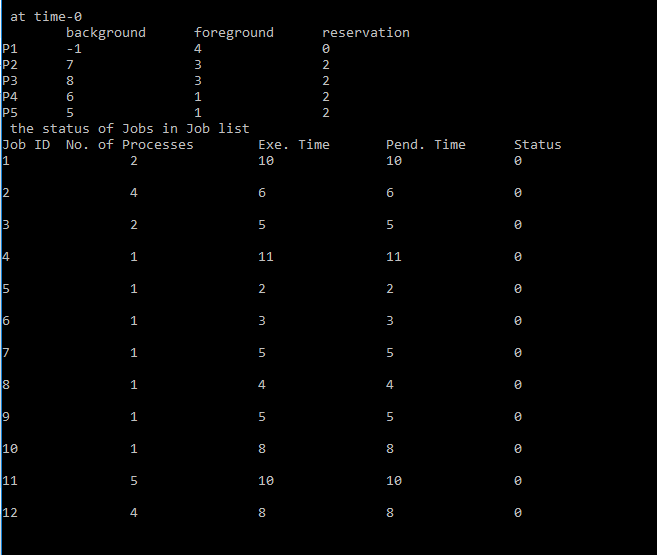 at time-0
background foreground reservation
P1 -1 4 0
P2 7 3 2
P3 8 3 2
P4 6 1 2
P5 5 1 2
the status of Jobs in Job list
Job ID No. of Processes Exe. Time Pend. Time Status
1 2 10 10 0
2 4 6 6 0
3 2 5 5 0
4 1 11 11 0
5 1 2 2 0
6 1 3 3 0
7 1 5 5 0
8 1 4 4 0
9 1 5 5 0
10 1 8 8 0
11 5 10 10 0
12 4 8 8 0